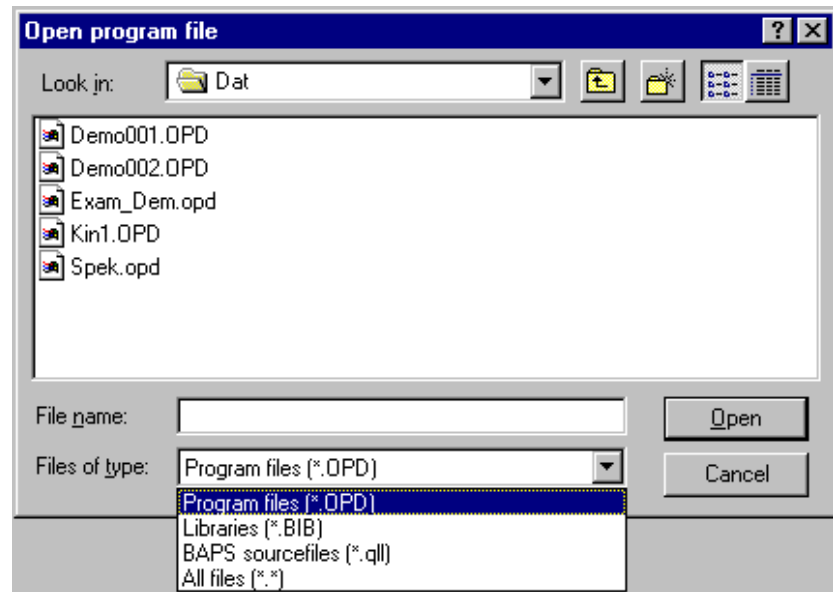 Open program file
Look in: Dat
Demo001.OPD
Demo002.OPD
Exam_Dem.opd
Kin1.OPD
Spek.opd
File name: Open
Files of type: Program files (*.OPD) Cancel
Program files (*.OPD)
Libraries (*.BIB)
BAPS sourcefiles (*.qll)
All files (*.*)